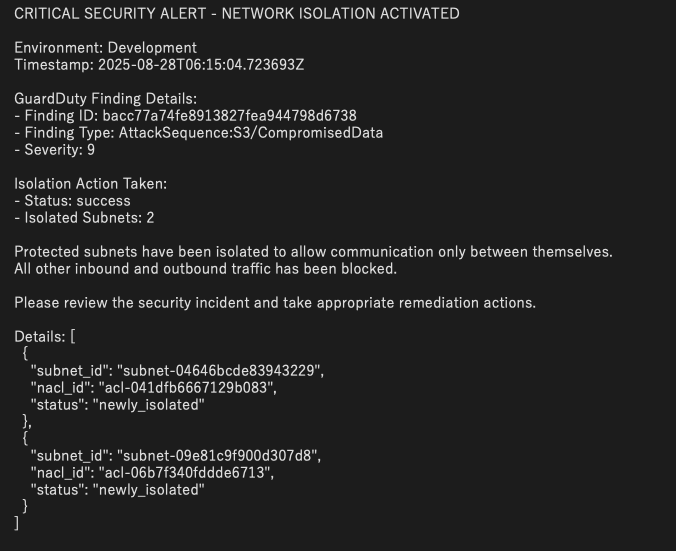 CRITICAL SECURITY ALERT - NETWORK ISOLATION ACTIVATED
Environment: Development
Timestamp: 2025-08-28T06:15:04.723693Z
GuardDuty Finding Details:
- Finding ID: bacc77a74fe8913827fea944798d6738
- Finding Type: AttackSequence:S3/CompromisedData
- Severity: 9
Isolation Action Taken:
- Status: success
- Isolated Subnets: 2
Protected subnets have been isolated to allow communication only between themselves.
All other inbound and outbound traffic has been blocked.
Please review the security incident and take appropriate remediation actions.
Details: [
{
"subnet_id": "subnet-04646bcde83943229",
"nacl_id": "acl-041dfb6667129b083",
"status": "newly_isolated"
},
{
"subnet_id": "subnet-09e81c9f900d307d8",
"nacl_id": "acl-06b7f340fddde6713",
"status": "newly_isolated"
}
]